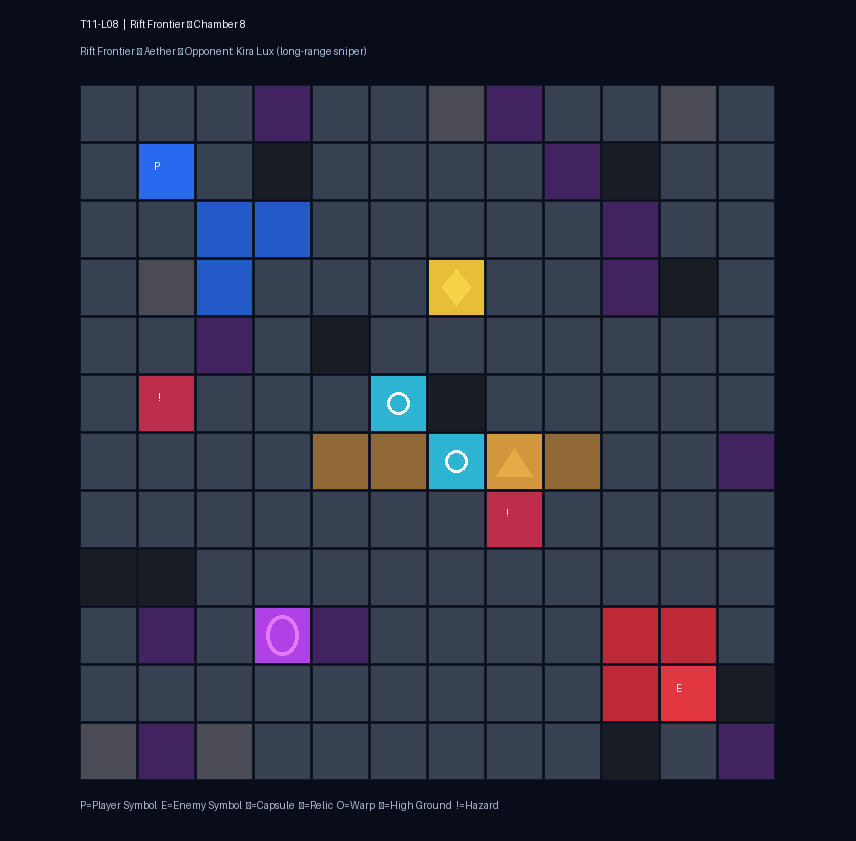 T11-L08 | Rift Frontier □ Chamber 8
Rift Frontier □ Aether □ Opponent: Kira Lux (long-range sniper)
P
!
!
E
P=Player Symbol E=Enemy Symbol □=Capsule □=Relic O=Warp □=High Ground !=Hazard